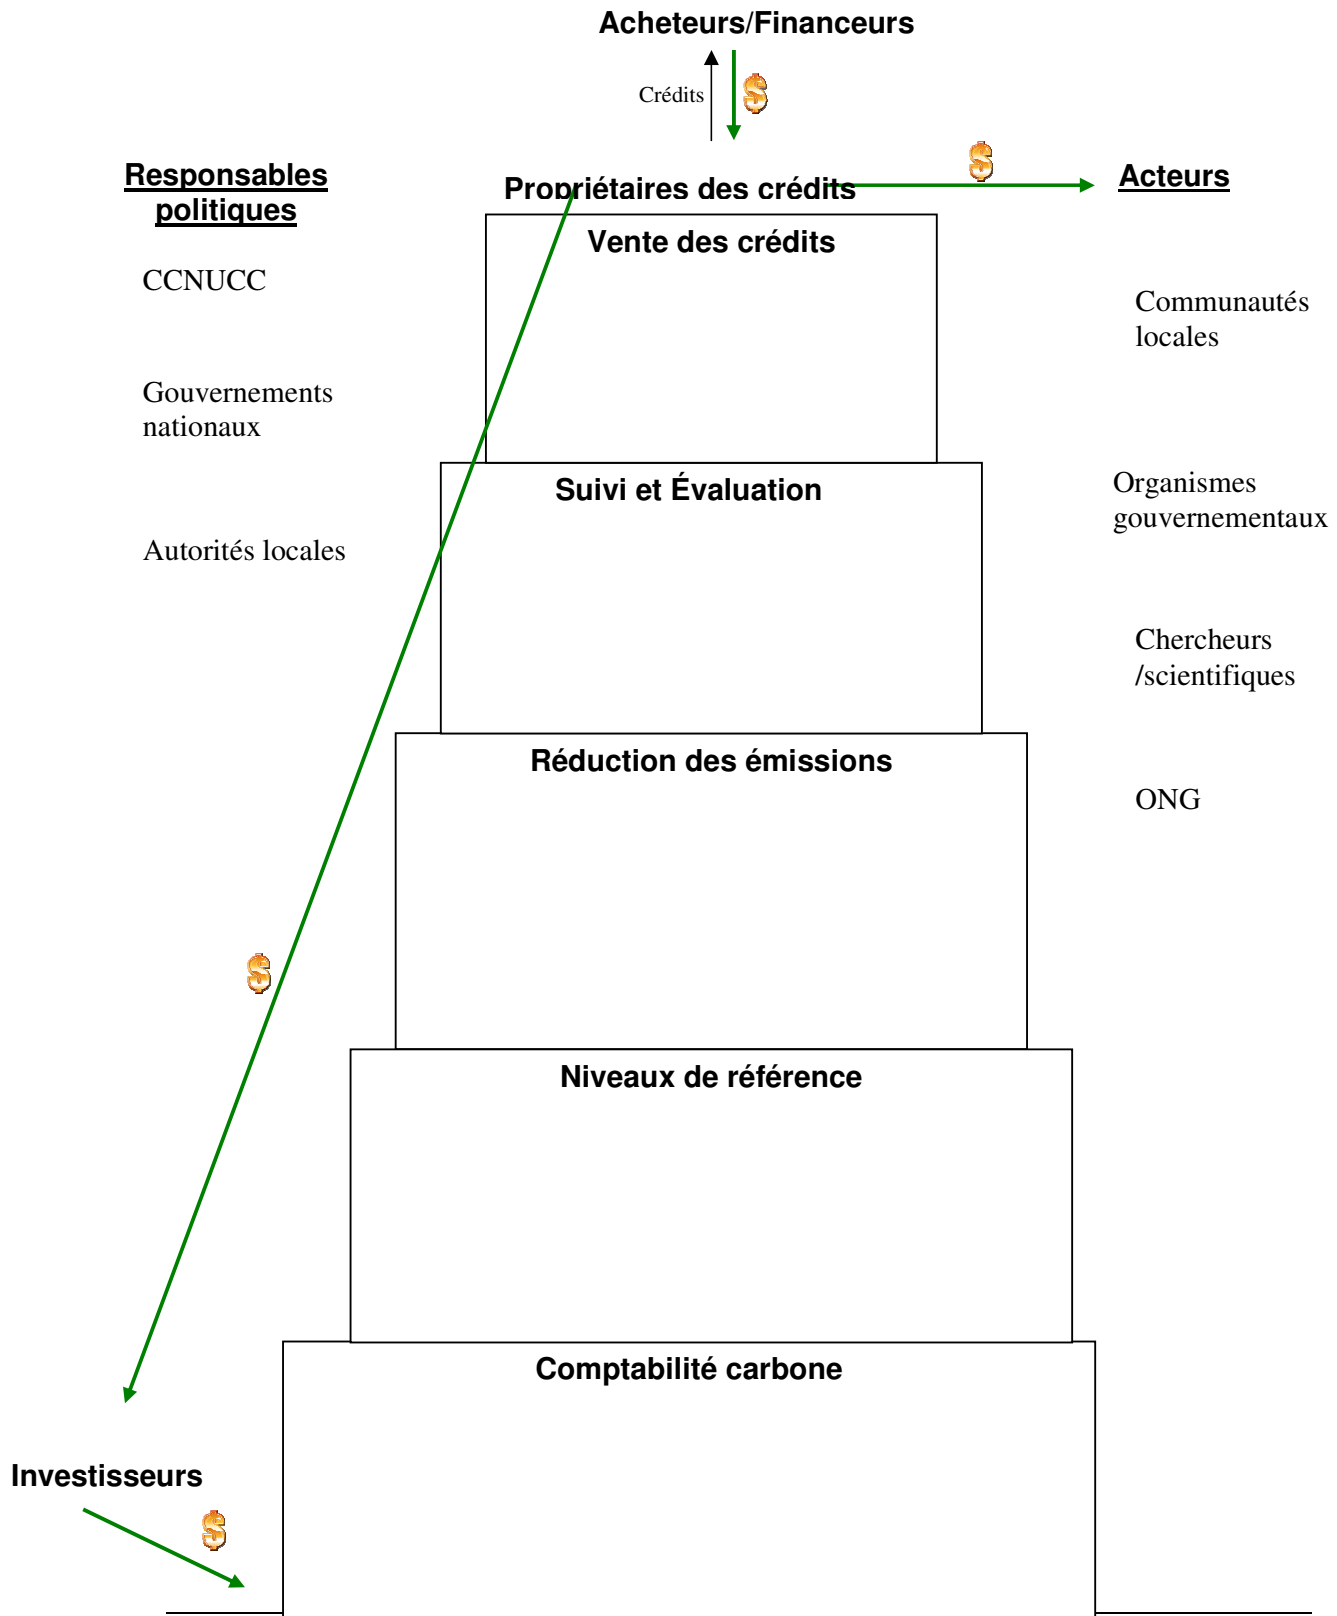 Acheteurs/Financeurs
Crédits
$
$
Responsables
politiques
Propriétaires des crédits
Acteurs
Vente des crédits
CCNUCC
Communautés
locales
Gouvernements
nationaux
Suivi et Évaluation
Organismes
gouvernementaux
Autorités locales
Chercheurs
/scientifiques
Réduction des émissions
ONG
$
Niveaux de référence
Comptabilité carbone
Investisseurs
$